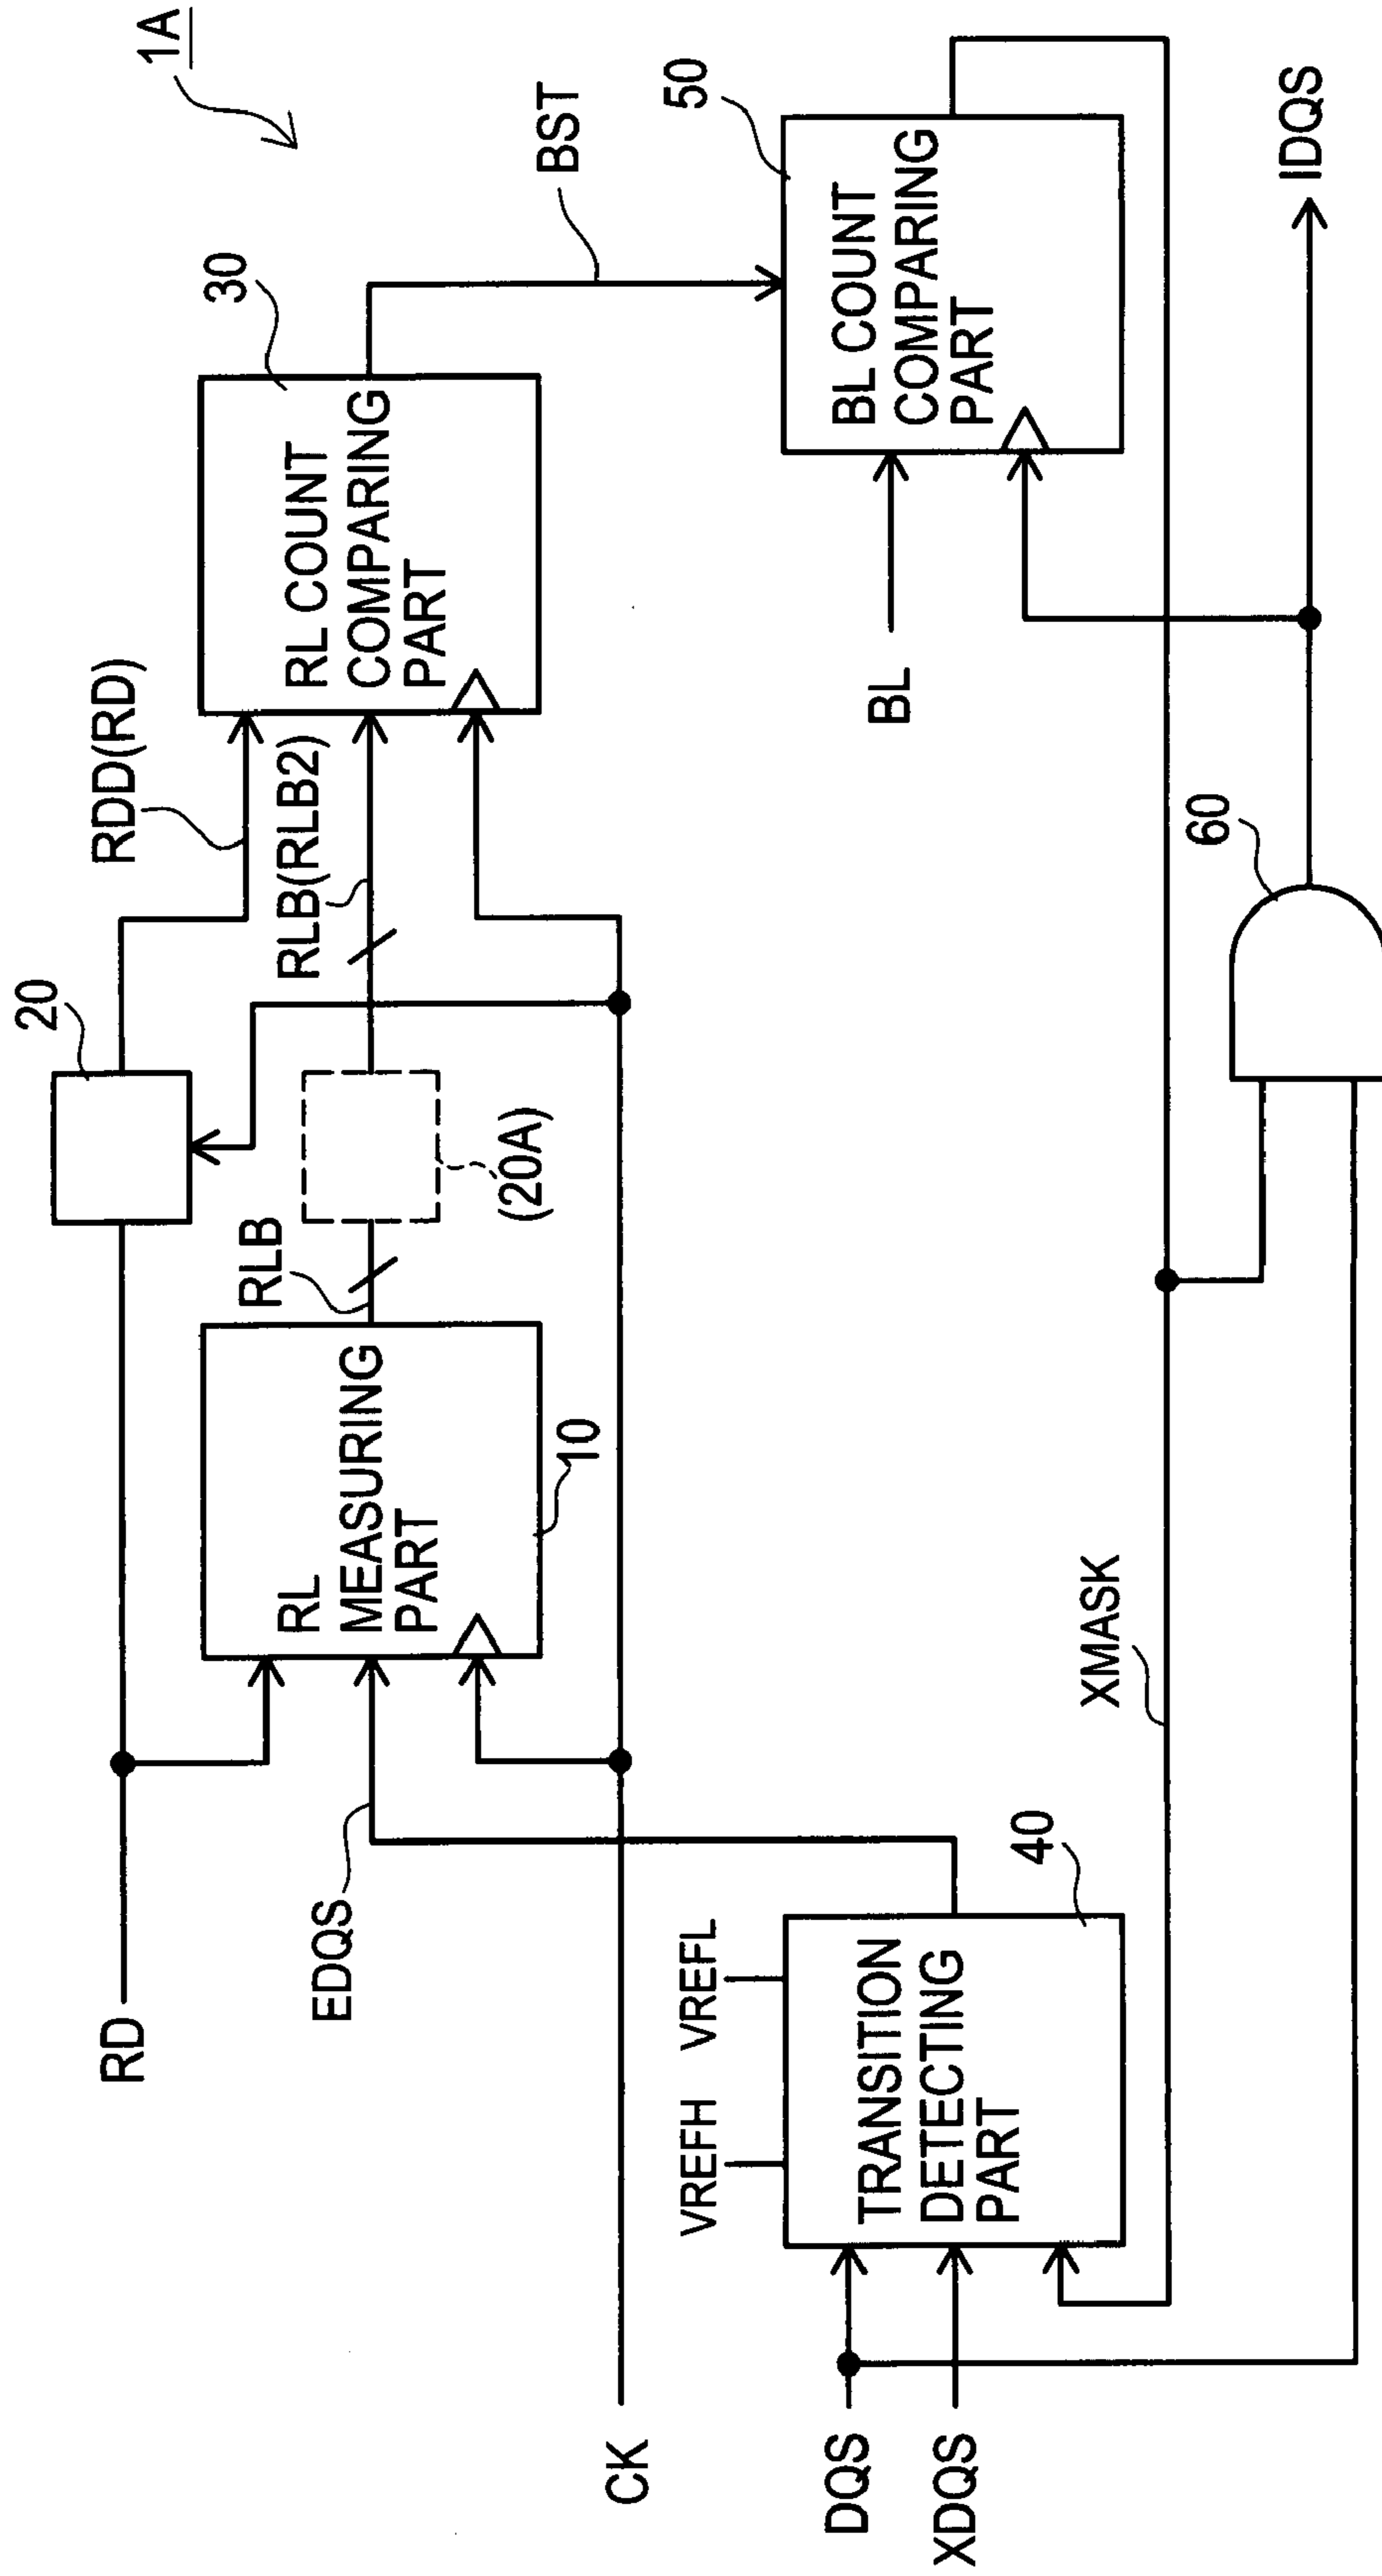 1A
20
RDD(RD)
30
RL COUNT
COMPARING
PART
RLB(RLB2)
BST
RD
RL
MEASURING
PART
RLB
10
(20A)
EDQS
CK
50
BL COUNT
COMPARING
PART
BL
VREFH
VREFL
TRANSITION
DETECTING
PART
40
DQS
XDQS
XMASK
60
IDQS